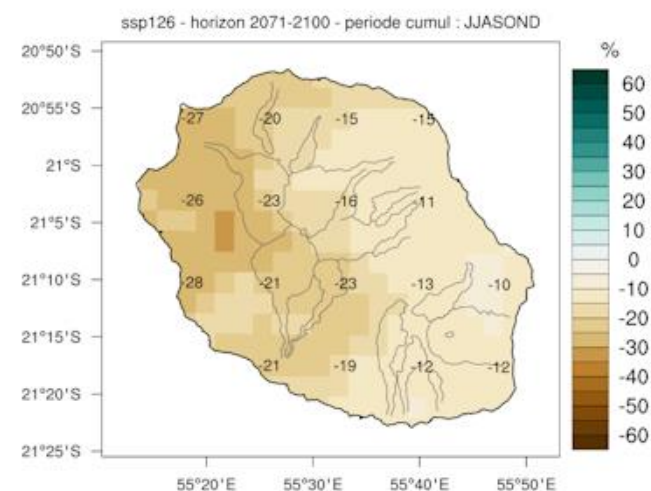 ssp126 - horizon 2071-2100 - periode cumul : JJASOND
%
20°50'S
20°55'S
21°S
21°5'S
21°10'S
21°15'S
21°20'S
21°25'S
-27 -20 -15 -15
-26 -23 -16 -11
-28 -21 -23 -13 -10
-21 -19 -12 -12
60
50
40
30
20
10
0
-10
-20
-30
-40
-50
-60
55°20'E 55°30'E 55°40'E 55°50'E